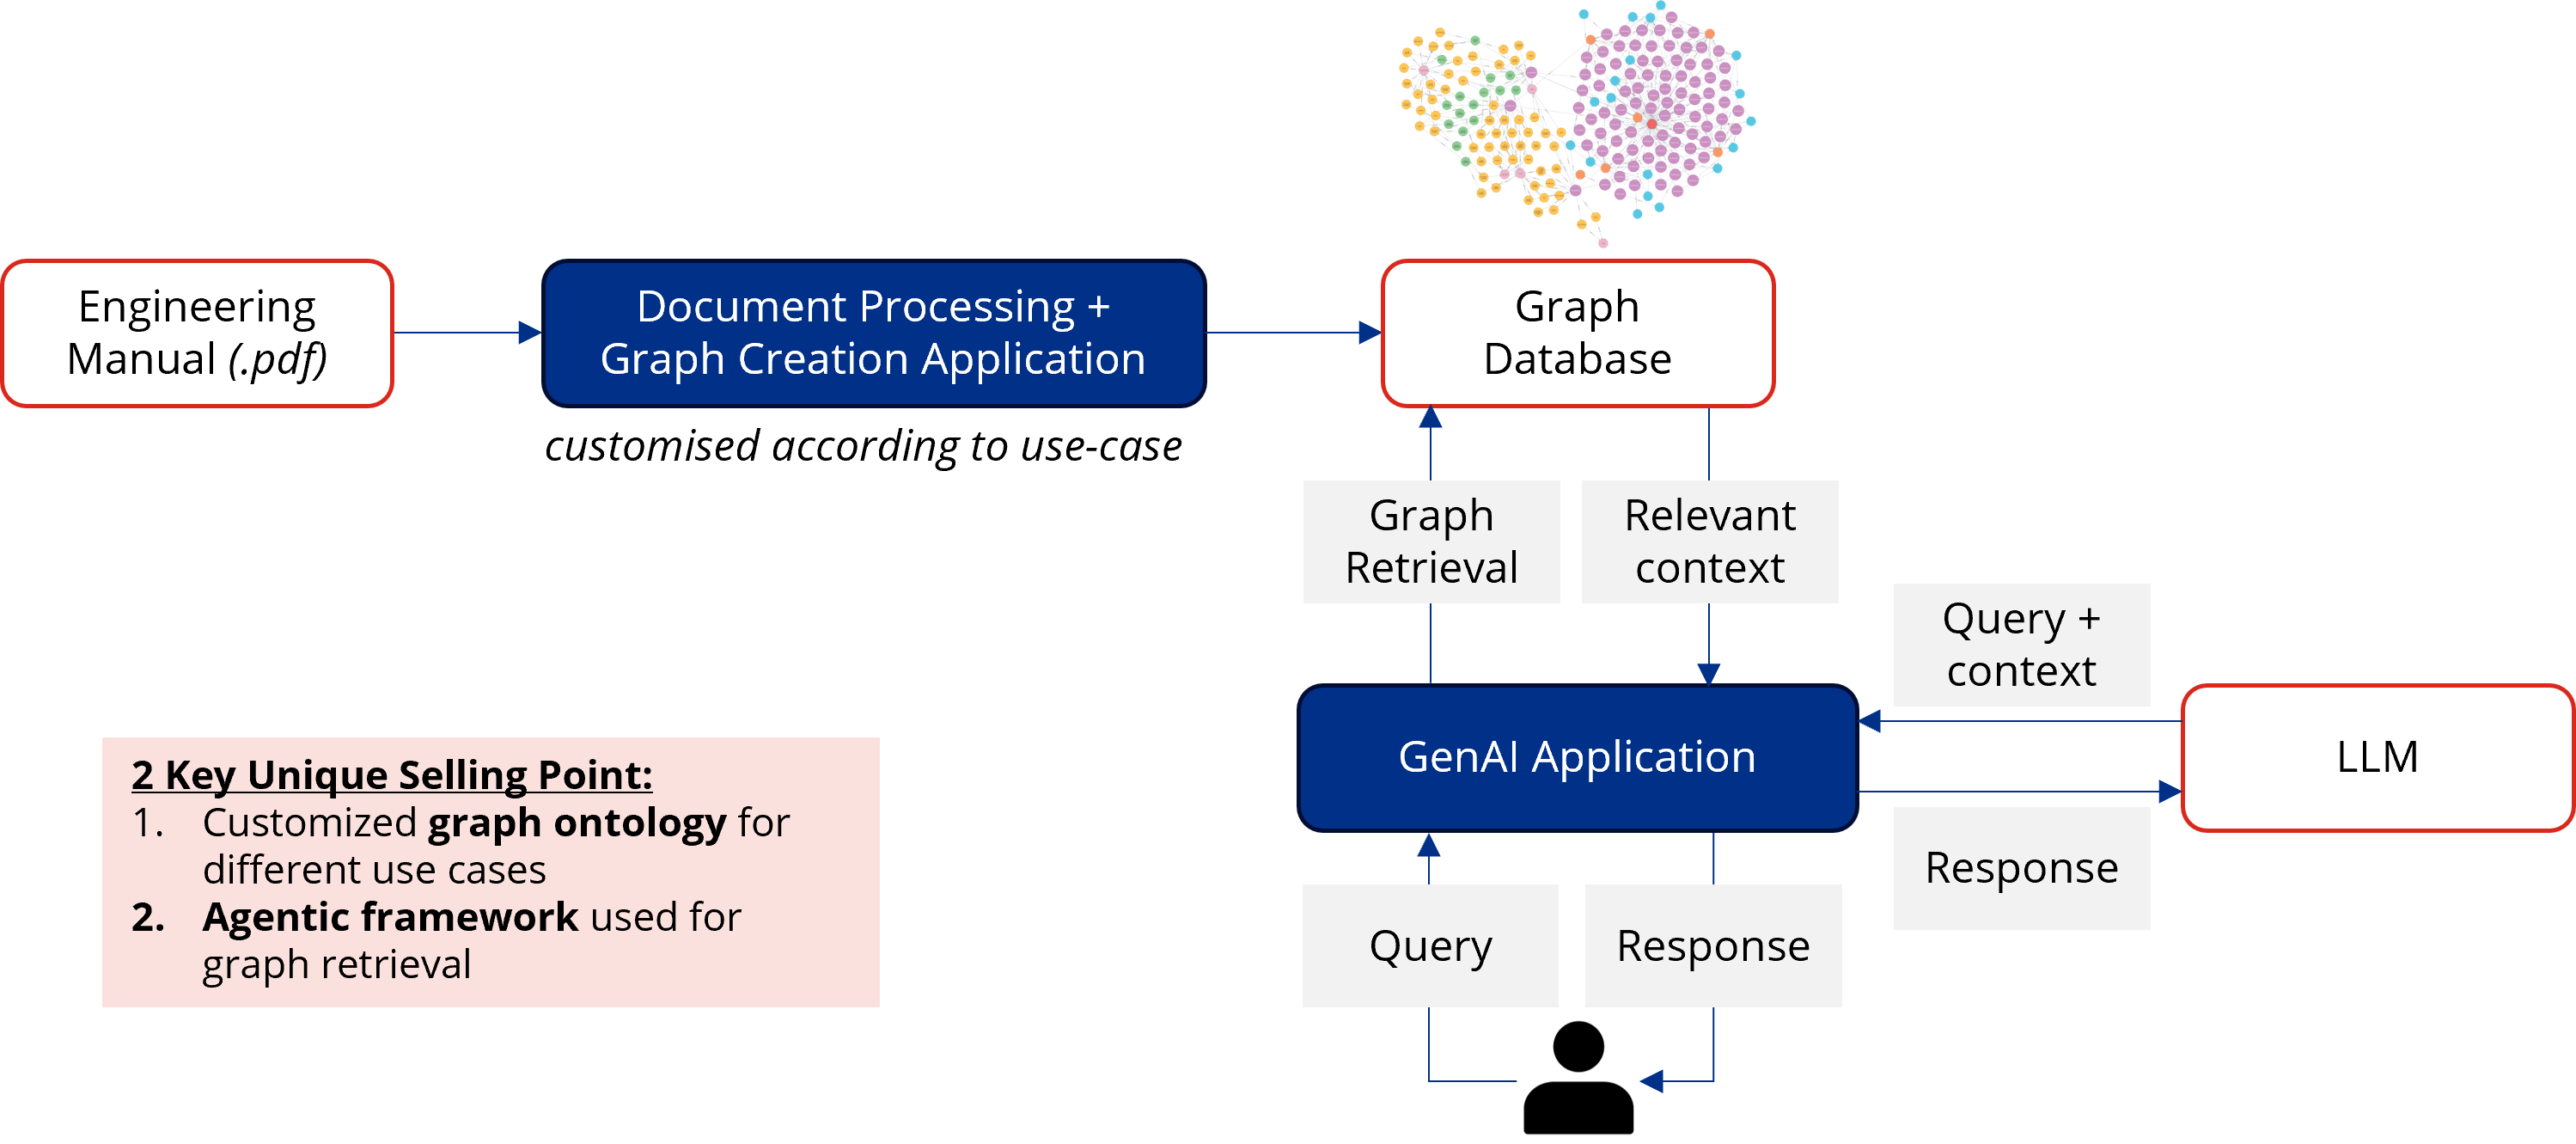 Engineering
Manual (.pdf)
Document Processing +
Graph Creation Application
customised according to use-case
Graph
Database
Graph
Retrieval
Relevant
context
Query +
context
GenAI Application
LLM
Response
Query
Response
2 Key Unique Selling Point:
1. Customized graph ontology for
different use cases
2. Agentic framework used for
graph retrieval